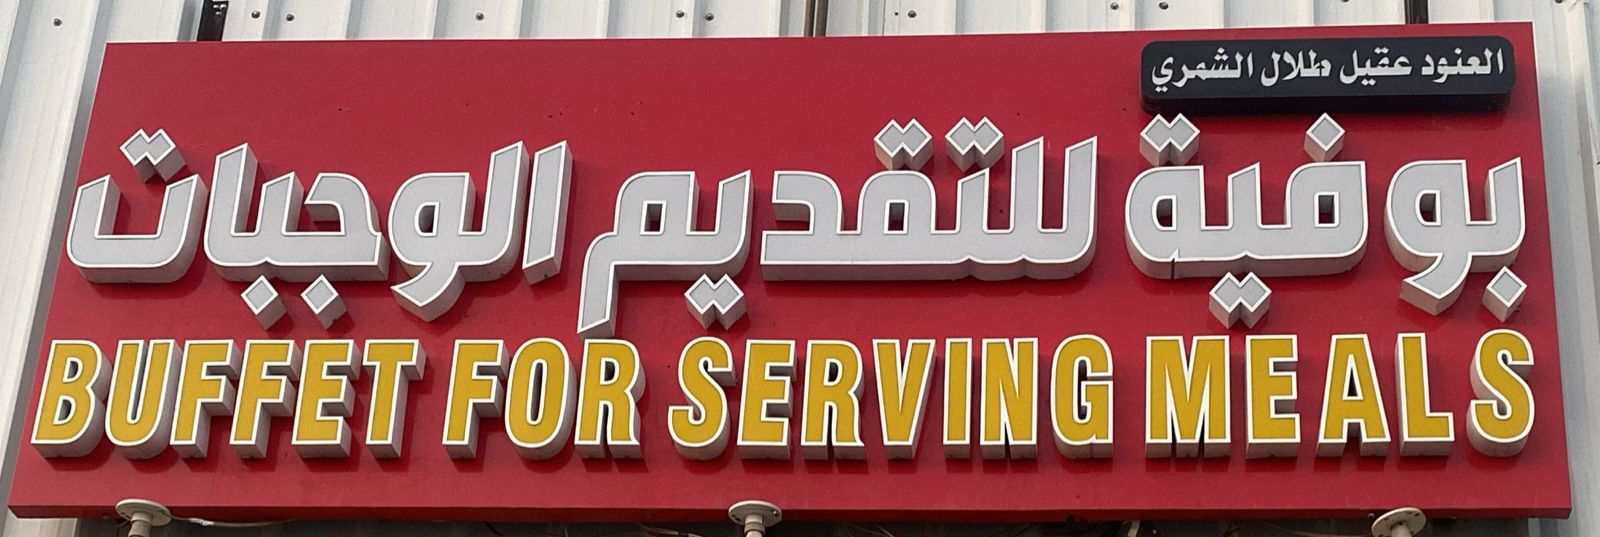 العنود عقيل طلال الشمري
بوفية للتقديم الوجبات
BUFFET FOR SERVING MEALS